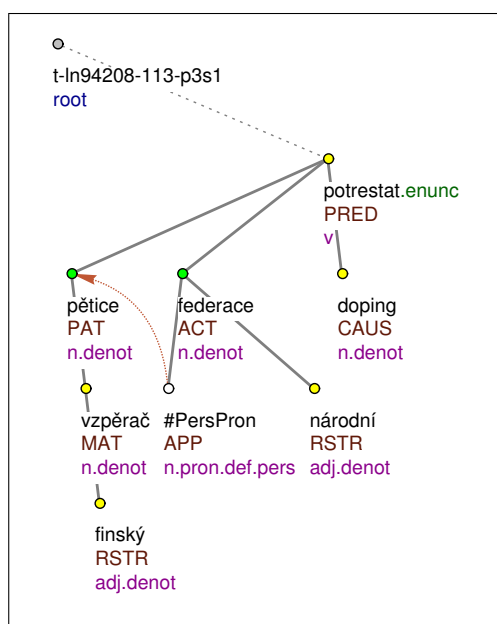 t-ln94208-113-p3s1
root
potrestat.enunc
PRED
v
pětice
PAT
n.denot
federace
ACT
n.denot
doping
CAUS
n.denot
vzpěrač
MAT
n.denot
#PersPron
APP
n.pron.def.pers
národní
RSTR
adj.denot
finský
RSTR
adj.denot